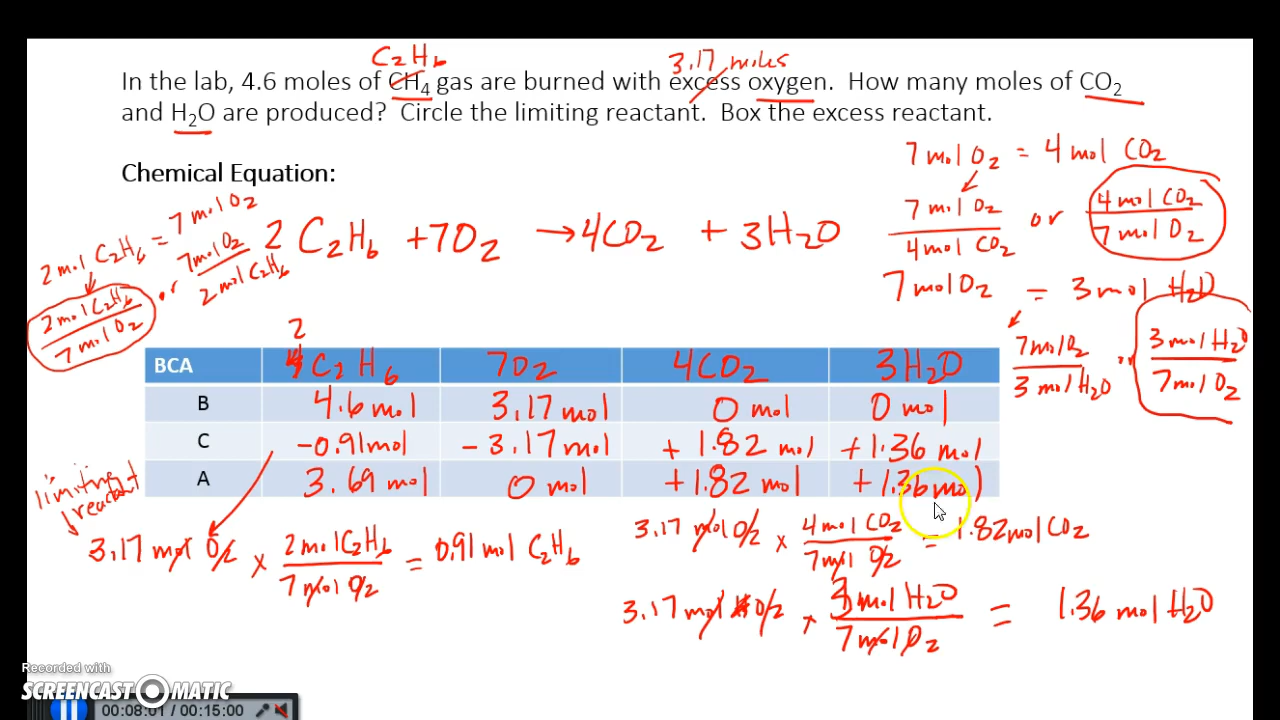 C2H6
3.17 moles
In the lab, 4.6 moles of CH4 gas are burned with excess oxygen. How many moles of CO2
and H2O are produced? Circle the limiting reactant. Box the excess reactant.
7 mol O2 = 4 mol CO2
Chemical Equation:
7 mol O2 or 4 mol CO2
4 mol CO2 7 mol O2
2 mol C2H6 = 7 mol O2
2 C2H6 + 7O2 → 4CO2 + 3H2O
2 mol C2H6 or 7 mol O2
7 mol O2 2 mol C2H6
7 mol O2 = 3 mol H2O
7 mol O2 or 3 mol H2O
3 mol H2O 7 mol O2
2
BCA C2H6 7O2 4CO2 3H2O
B 4.6 mol 3.17 mol 0 mol 0 mol
C -0.91 mol -3.17 mol +1.82 mol +1.36 mol
A 3.69 mol 0 mol +1.82 mol +1.36 mol
limiting
reactant
3.17 mol O2 x 2 mol C2H6 = 0.91 mol C2H6
7 mol O2
3.17 mol O2 x 4 mol CO2 = 1.82 mol CO2
7 mol O2
3.17 mol O2 x 3 mol H2O = 1.36 mol H2O
7 mol O2
Recorded with
SCREENCAST-O-MATIC
00:08:01 / 00:15:00